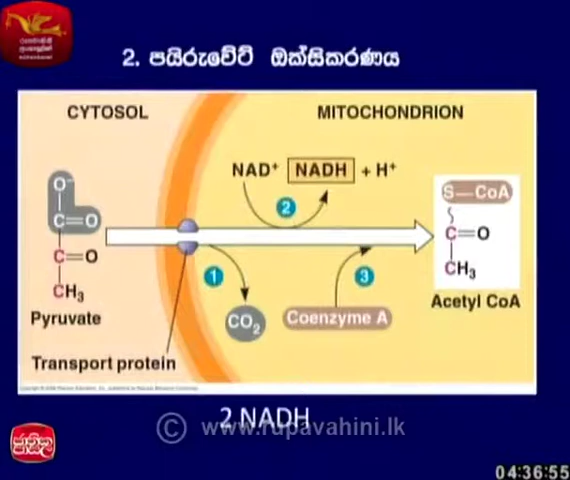 2. පයිරුවේට් ඔක්සිකරණය
CYTOSOL
MITOCHONDRION
NAD⁺ NADH + H⁺
O⁻
C=O
C=O
CH₃
Pyruvate
Transport protein
1
2
3
CO₂
Coenzyme A
S—CoA
C=O
CH₃
Acetyl CoA
2 NADH
© www.rupavahini.lk
04:36:55